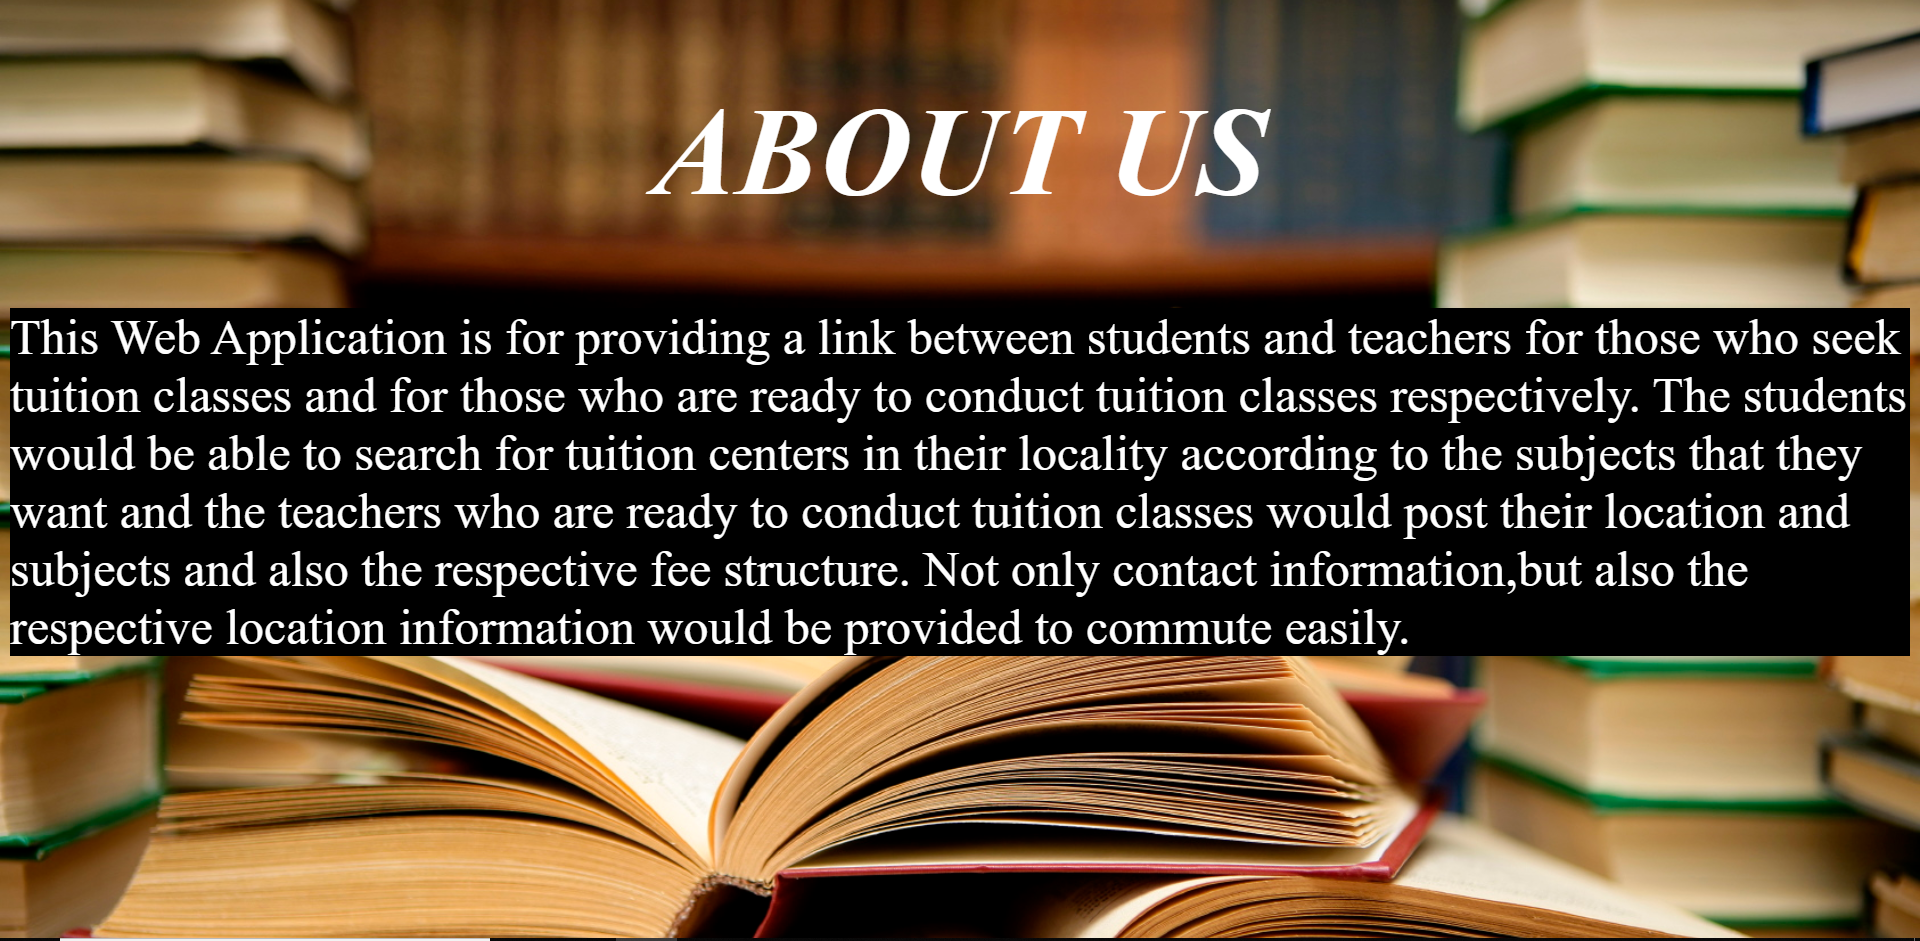 ABOUT US
This Web Application is for providing a link between students and teachers for those who seek
tuition classes and for those who are ready to conduct tuition classes respectively. The students
would be able to search for tuition centers in their locality according to the subjects that they
want and the teachers who are ready to conduct tuition classes would post their location and
subjects and also the respective fee structure. Not only contact information,but also the
respective location information would be provided to commute easily.